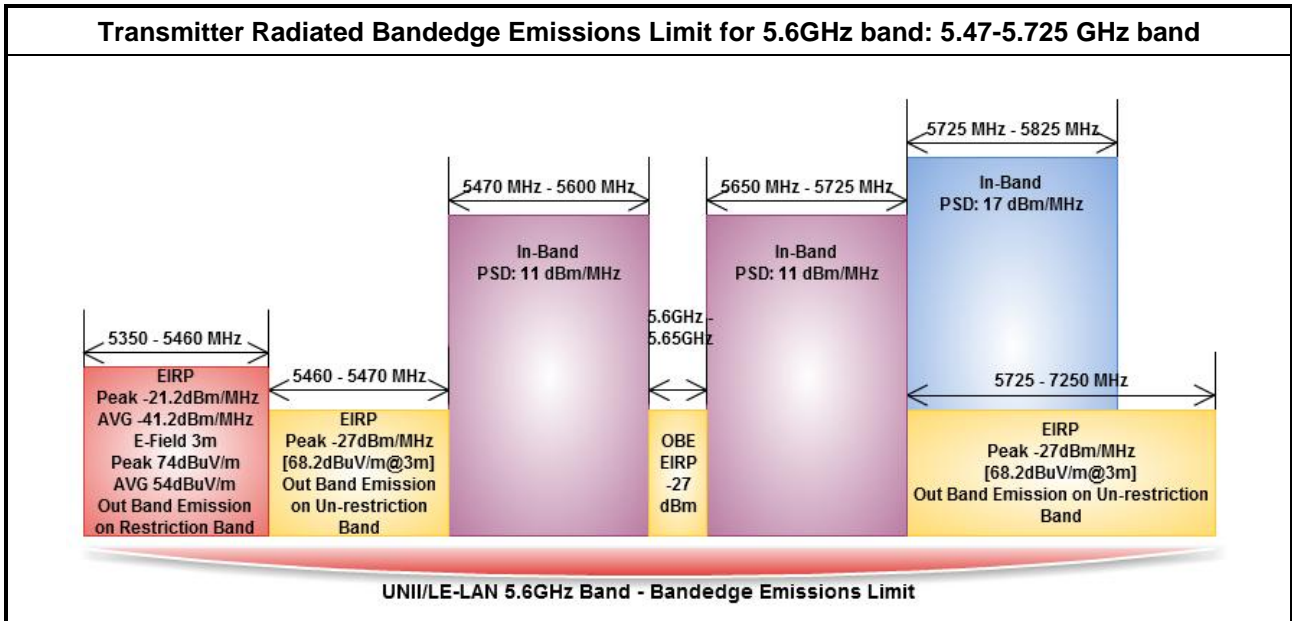 Transmitter Radiated Bandedge Emissions Limit for 5.6GHz band: 5.47-5.725 GHz band
5725 MHz - 5825 MHz
In-Band
PSD: 17 dBm/MHz
5470 MHz - 5600 MHz
In-Band
PSD: 11 dBm/MHz
5650 MHz - 5725 MHz
In-Band
PSD: 11 dBm/MHz
5.6GHz -
5.65GHz
5350 - 5460 MHz
EIRP
Peak -21.2dBm/MHz
AVG -41.2dBm/MHz
E-Field 3m
Peak 74dBuV/m
AVG 54dBuV/m
Out Band Emission
on Restriction Band
5460 - 5470 MHz
EIRP
Peak -27dBm/MHz
[68.2dBuV/m@3m]
Out Band Emission
on Un-restriction
Band
OBE
EIRP
-27
dBm
5725 - 7250 MHz
EIRP
Peak -27dBm/MHz
[68.2dBuV/m@3m]
Out Band Emission on Un-restriction
Band
UNII/LE-LAN 5.6GHz Band - Bandedge Emissions Limit